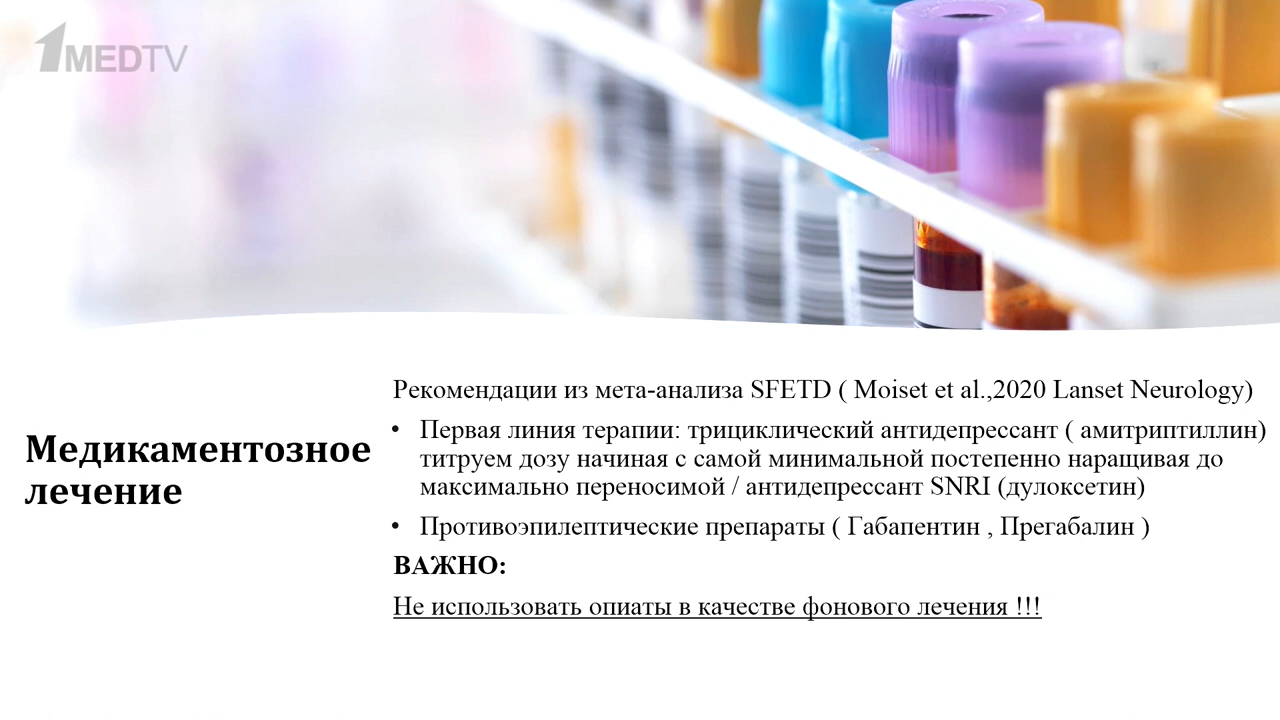 1MEDTV
Рекомендации из мета-анализа SFETD ( Moiset et al.,2020 Lanset Neurology)
• Первая линия терапии: трициклический антидепрессант ( амитриптиллин)
титруем дозу начиная с самой минимальной постепенно наращивая до
максимально переносимой / антидепрессант SNRI (дулоксетин)
• Противоэпилептические препараты ( Габапентин , Прегабалин )
ВАЖНО:
Не использовать опиаты в качестве фонового лечения !!!
Медикаментозное
лечение